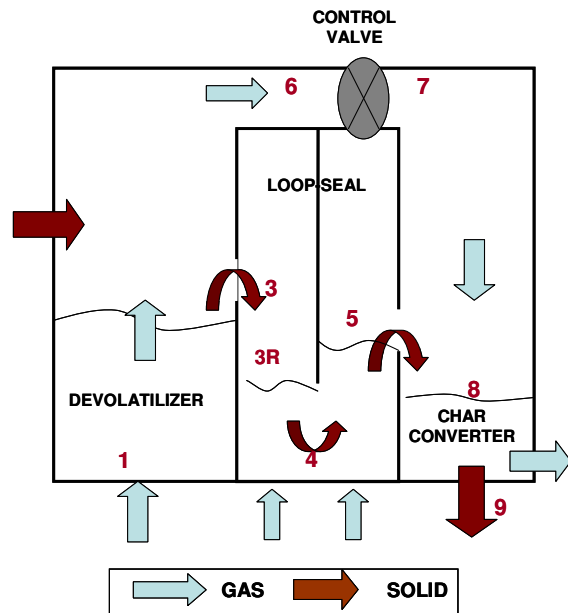 CONTROL
VALVE
6
7
LOOP-SEAL
3
5
3R
8
DEVOLATILIZER
CHAR
CONVERTER
1
4
9
GAS
SOLID